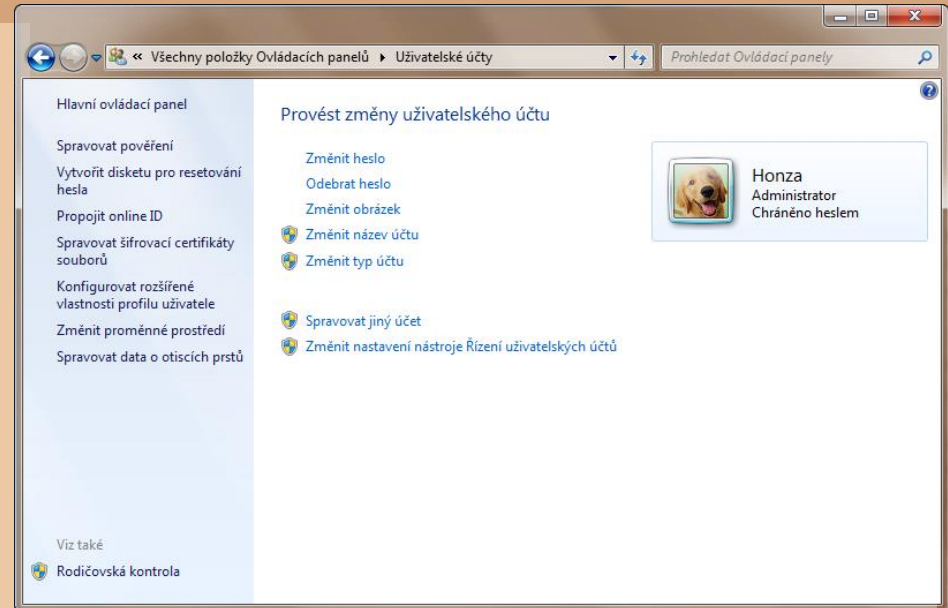 « Všechny položky Ovládacích panelů ▸ Uživatelské účty
Prohledat Ovládací panely
Hlavní ovládací panel
Spravovat pověření
Vytvořit disketu pro resetování
hesla
Propojit online ID
Spravovat šifrovací certifikáty
souborů
Konfigurovat rozšířené
vlastnosti profilu uživatele
Změnit proměnné prostředí
Spravovat data o otiscích prstů
Viz také
Rodičovská kontrola
Provést změny uživatelského účtu
Změnit heslo
Odebrat heslo
Změnit obrázek
Změnit název účtu
Změnit typ účtu
Spravovat jiný účet
Změnit nastavení nástroje Řízení uživatelských účtů
Honza
Administrator
Chráněno heslem